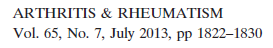 ARTHRITIS & RHEUMATISM
Vol. 65, No. 7, July 2013, pp 1822–1830